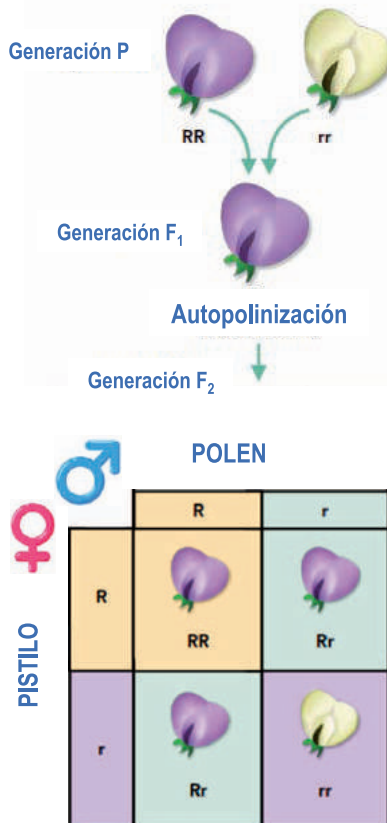 Generación P
RR
rr
Generación F₁
Autopolinización
Generación F₂
POLEN
R
r
PISTILO
R
RR
Rr
r
Rr
rr